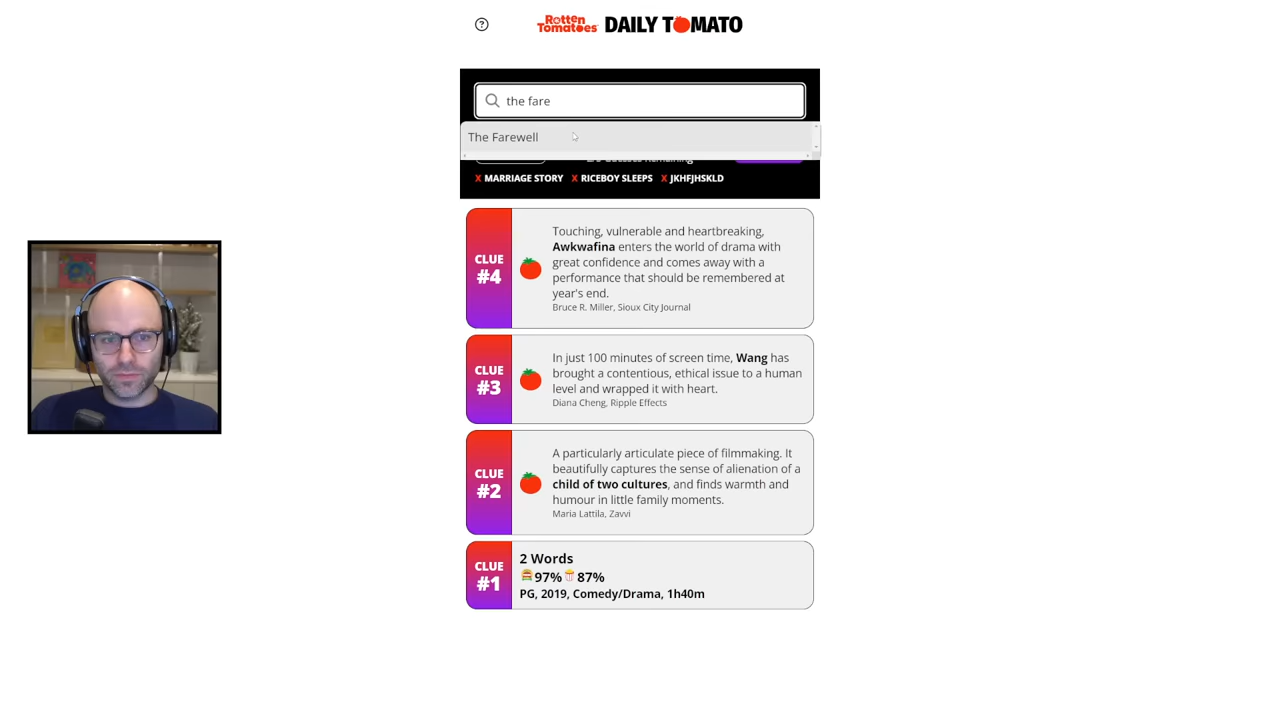 ?
Rotten Tomatoes
DAILY TOMATO
the fare
The Farewell
Guesses Remaining
X MARRIAGE STORY X RICEBOY SLEEPS X JKHFJHSKLD
CLUE
#4
Touching, vulnerable and heartbreaking,
Awkwafina enters the world of drama with
great confidence and comes away with a
performance that should be remembered at
year's end.
Bruce R. Miller, Sioux City Journal
CLUE
#3
In just 100 minutes of screen time, Wang has
brought a contentious, ethical issue to a human
level and wrapped it with heart.
Diana Cheng, Ripple Effects
CLUE
#2
A particularly articulate piece of filmmaking. It
beautifully captures the sense of alienation of a
child of two cultures, and finds warmth and
humour in little family moments.
Maria Lattila, Zavvi
CLUE
#1
2 Words
97% 87%
PG, 2019, Comedy/Drama, 1h40m